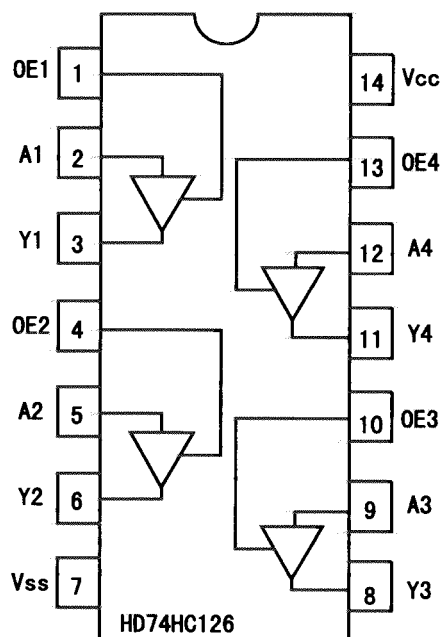 OE1 1
14 Vcc
A1 2
13 OE4
Y1 3
12 A4
OE2 4
11 Y4
A2 5
10 OE3
Y2 6
9 A3
Vss 7
8 Y3
HD74HC126